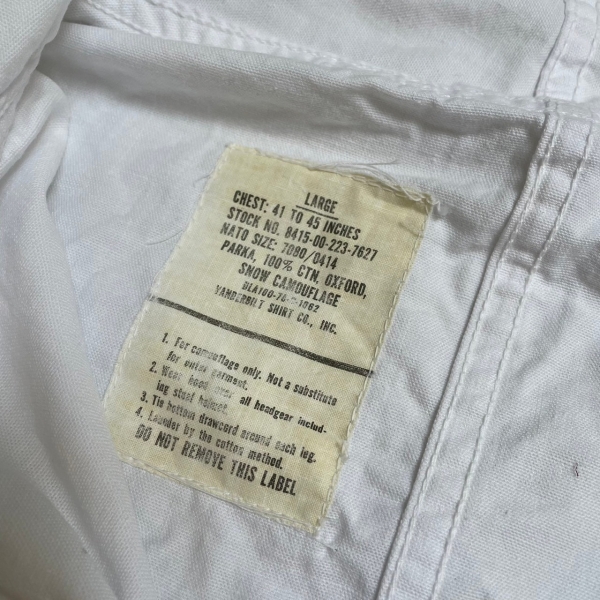 LARGE
CHEST: 41 TO 45 INCHES
STOCK NO. 8415-00-223-7627
NATO SIZE: 7080/0414
PARKA, 100% CTN, OXFORD,
SNOW CAMOUFLAGE
VANDERBILT SHIRT CO., INC.
1. For camouflage only. Not a substitute
for outer garment.
2. Wear hood over all headgear includ-
ing steel helmet.
3. Tie bottom drawcord around each leg.
4. Launder by the cotton method.
DO NOT REMOVE THIS LABEL